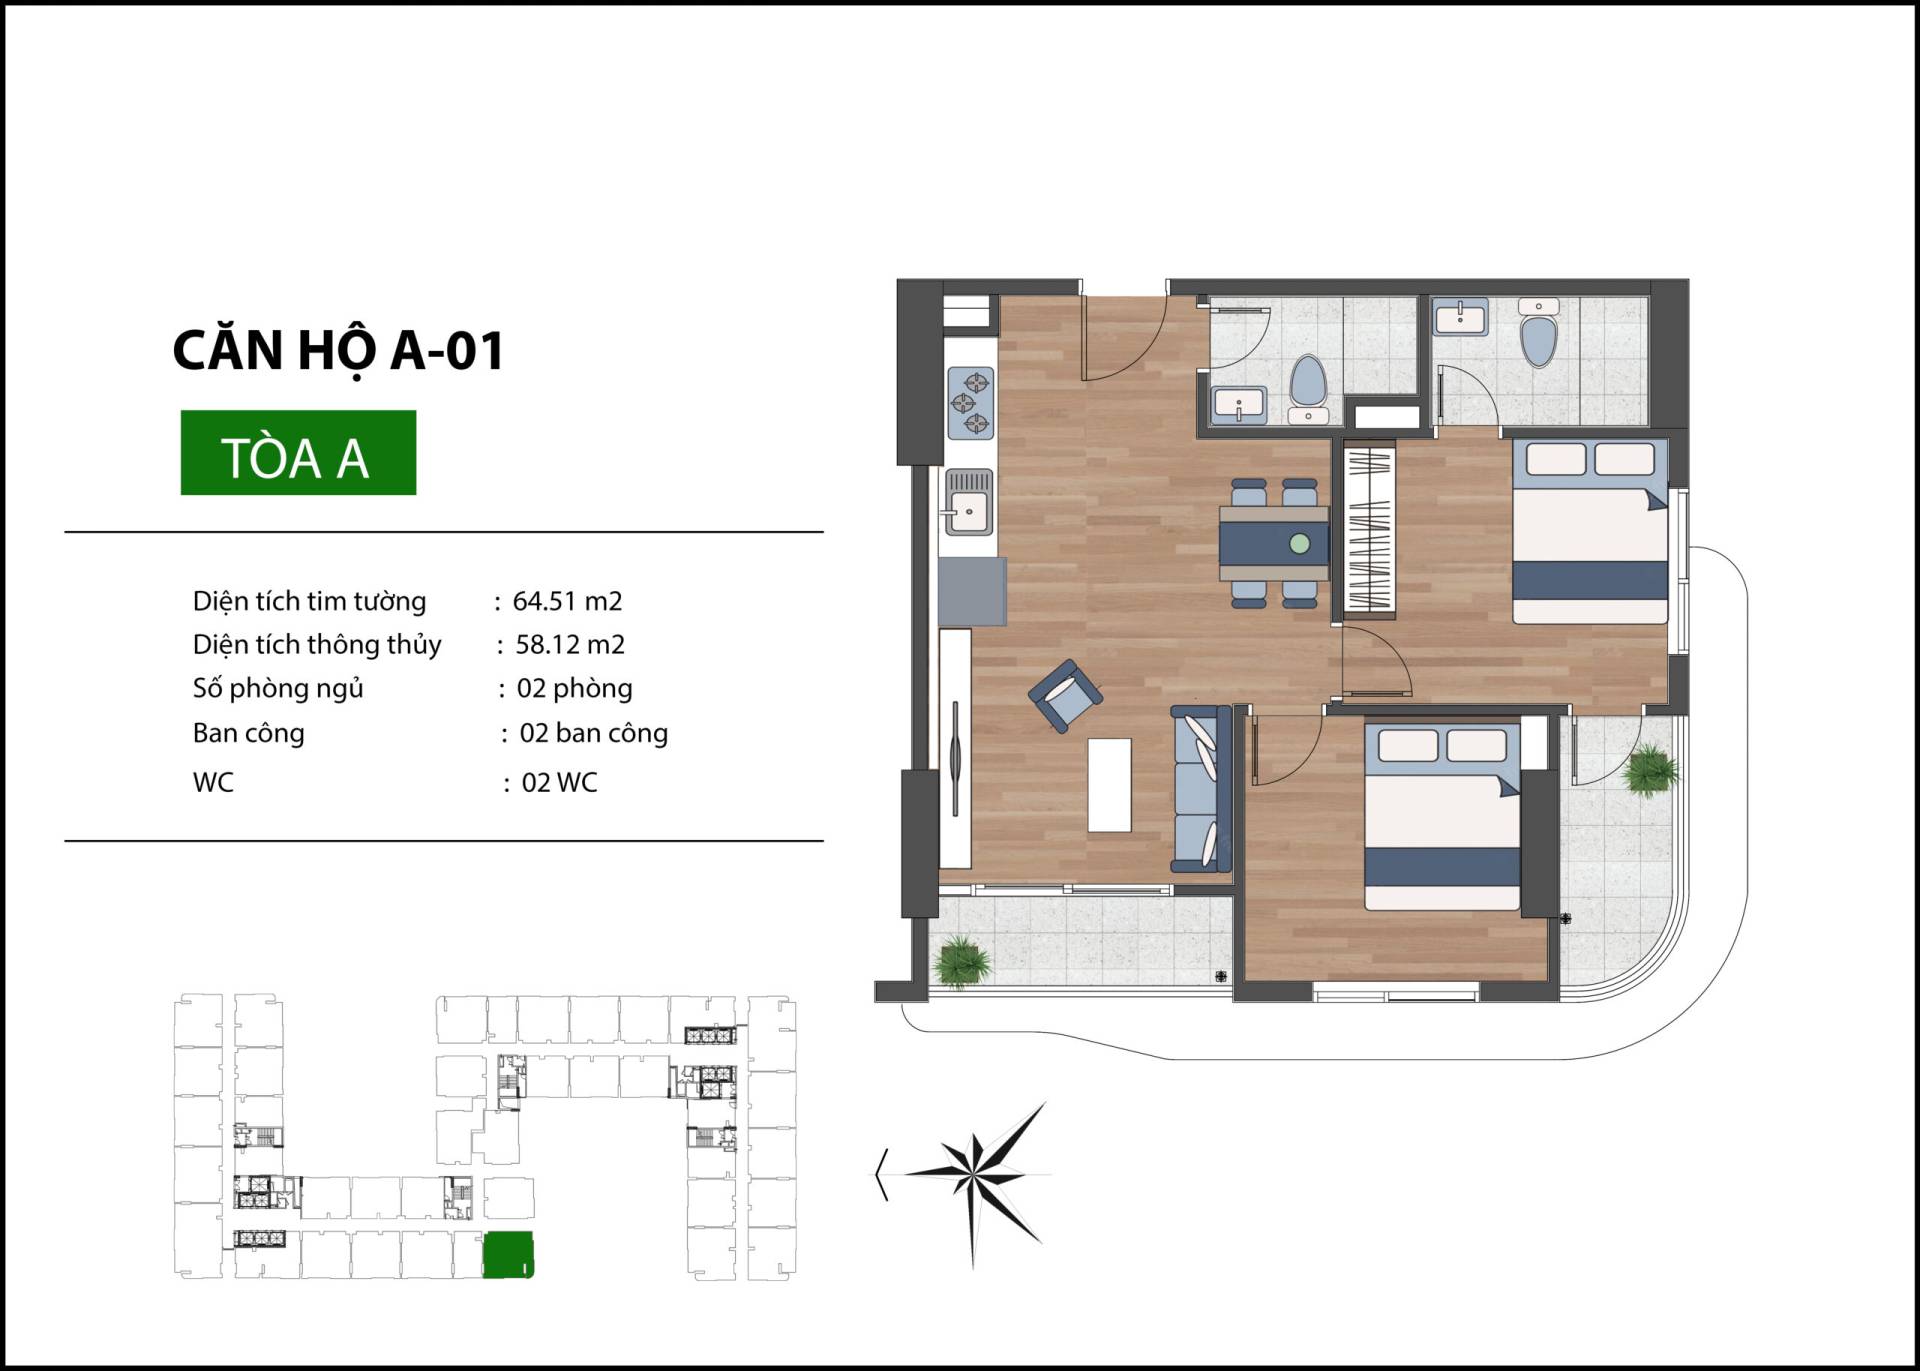 CĂN HỘ A-01
TÒA A
Diện tích tim tường : 64.51 m2
Diện tích thông thủy : 58.12 m2
Số phòng ngủ : 02 phòng
Ban công : 02 ban công
WC : 02 WC